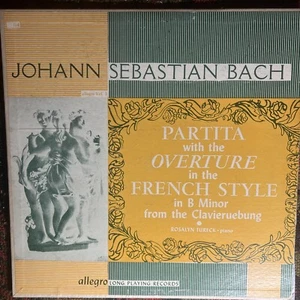 JOHANN SEBASTIAN BACH
PARTITA
with the
OVERTURE
in the
FRENCH STYLE
in B Minor
from the Clavieruebung
ROSALYN TURECK • piano
allegro LONG PLAYING RECORDS